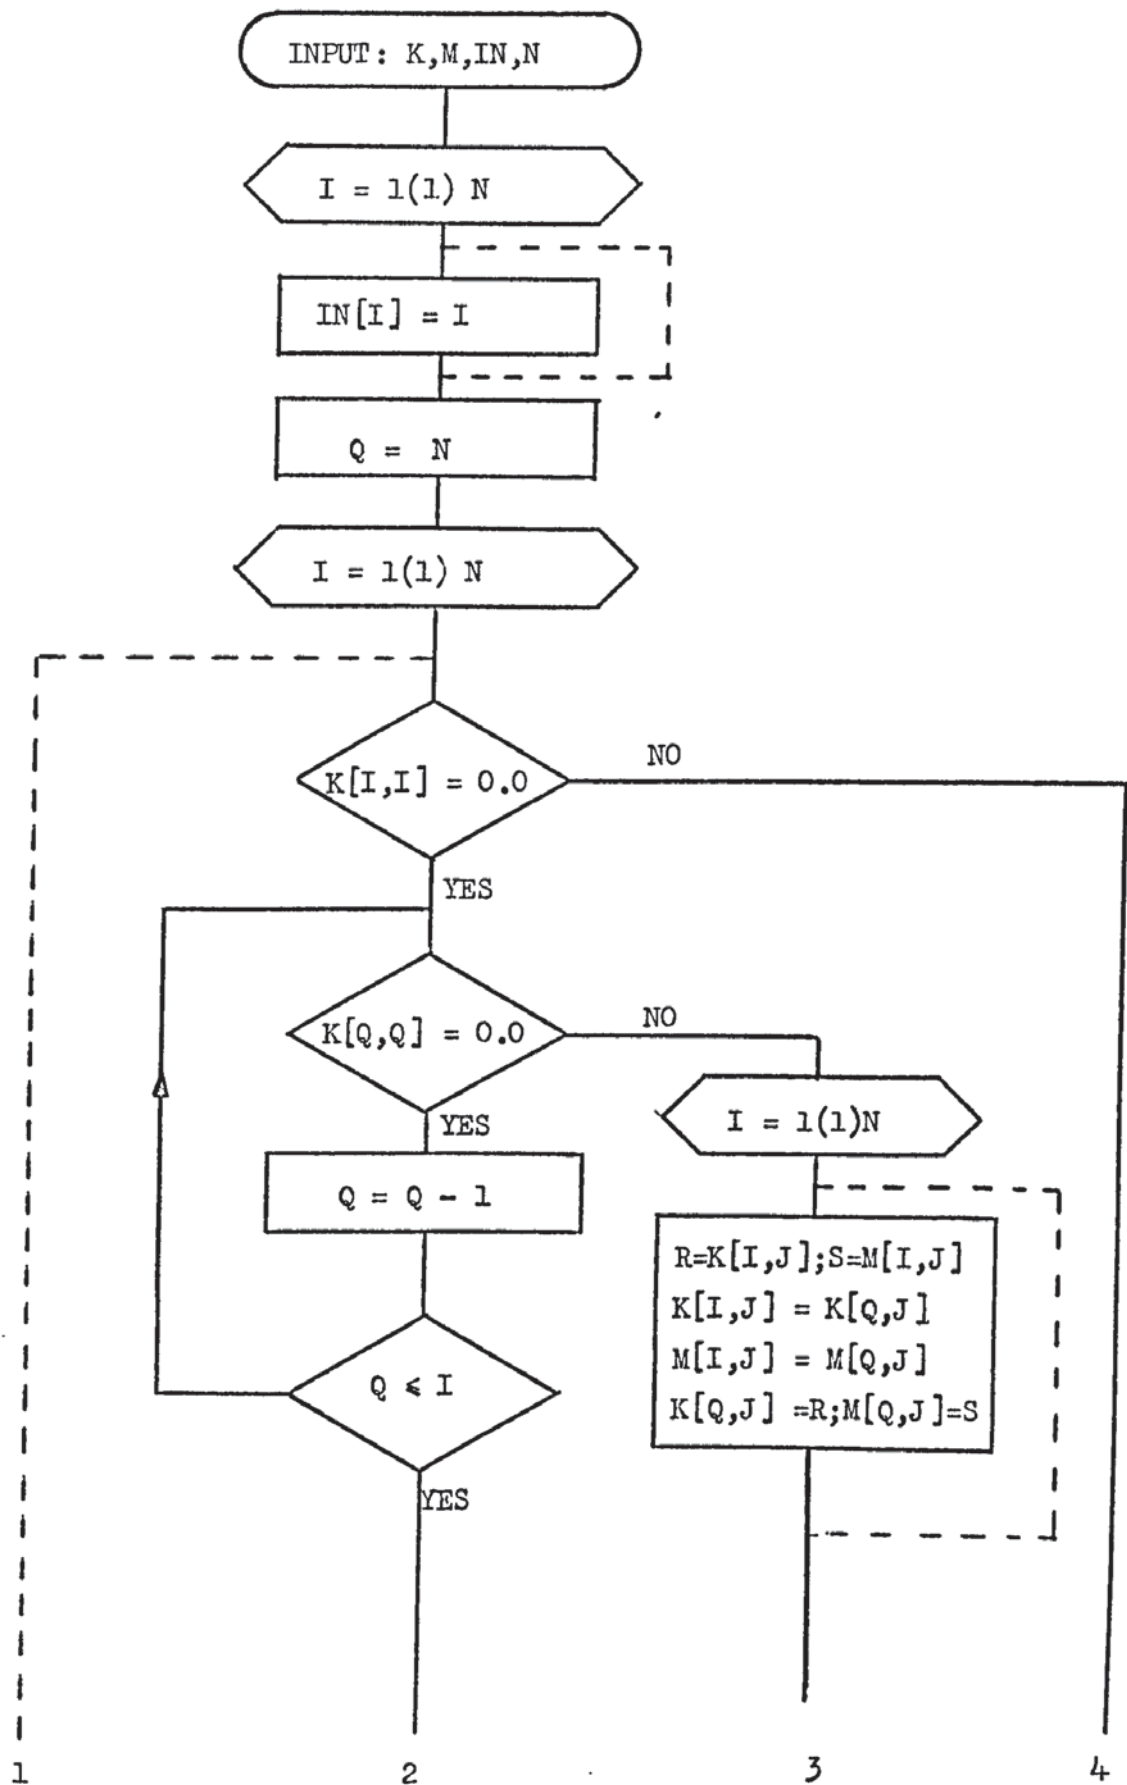 INPUT: K,M,IN,N
I = 1(1) N
IN[I] = I
Q = N
I = 1(1) N
K[I,I] = 0.0
NO
YES
K[Q,Q] = 0.0
NO
YES
I = 1(1)N
Q = Q - 1
R=K[I,J];S=M[I,J]
K[I,J] = K[Q,J]
M[I,J] = M[Q,J]
K[Q,J] =R;M[Q,J]=S
Q ⩽ I
YES
1 2 3 4